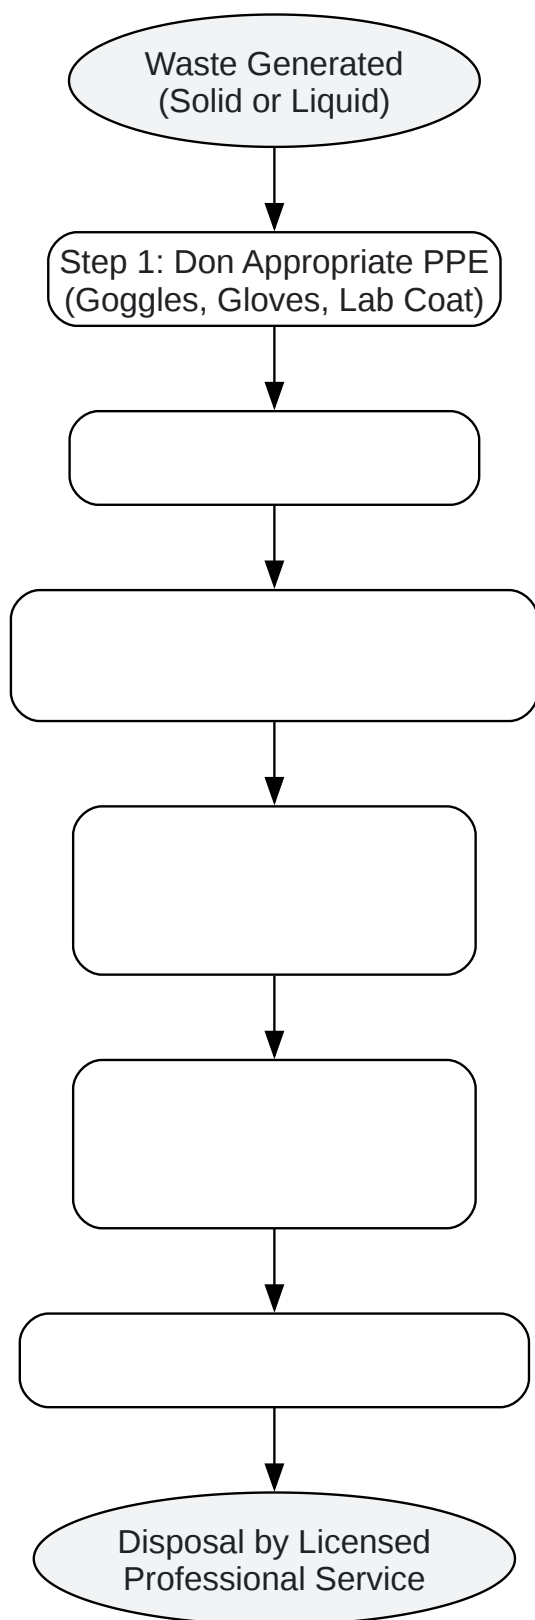 Waste Generated
(Solid or Liquid)
Step 1: Don Appropriate PPE
(Goggles, Gloves, Lab Coat)
Disposal by Licensed
Professional Service